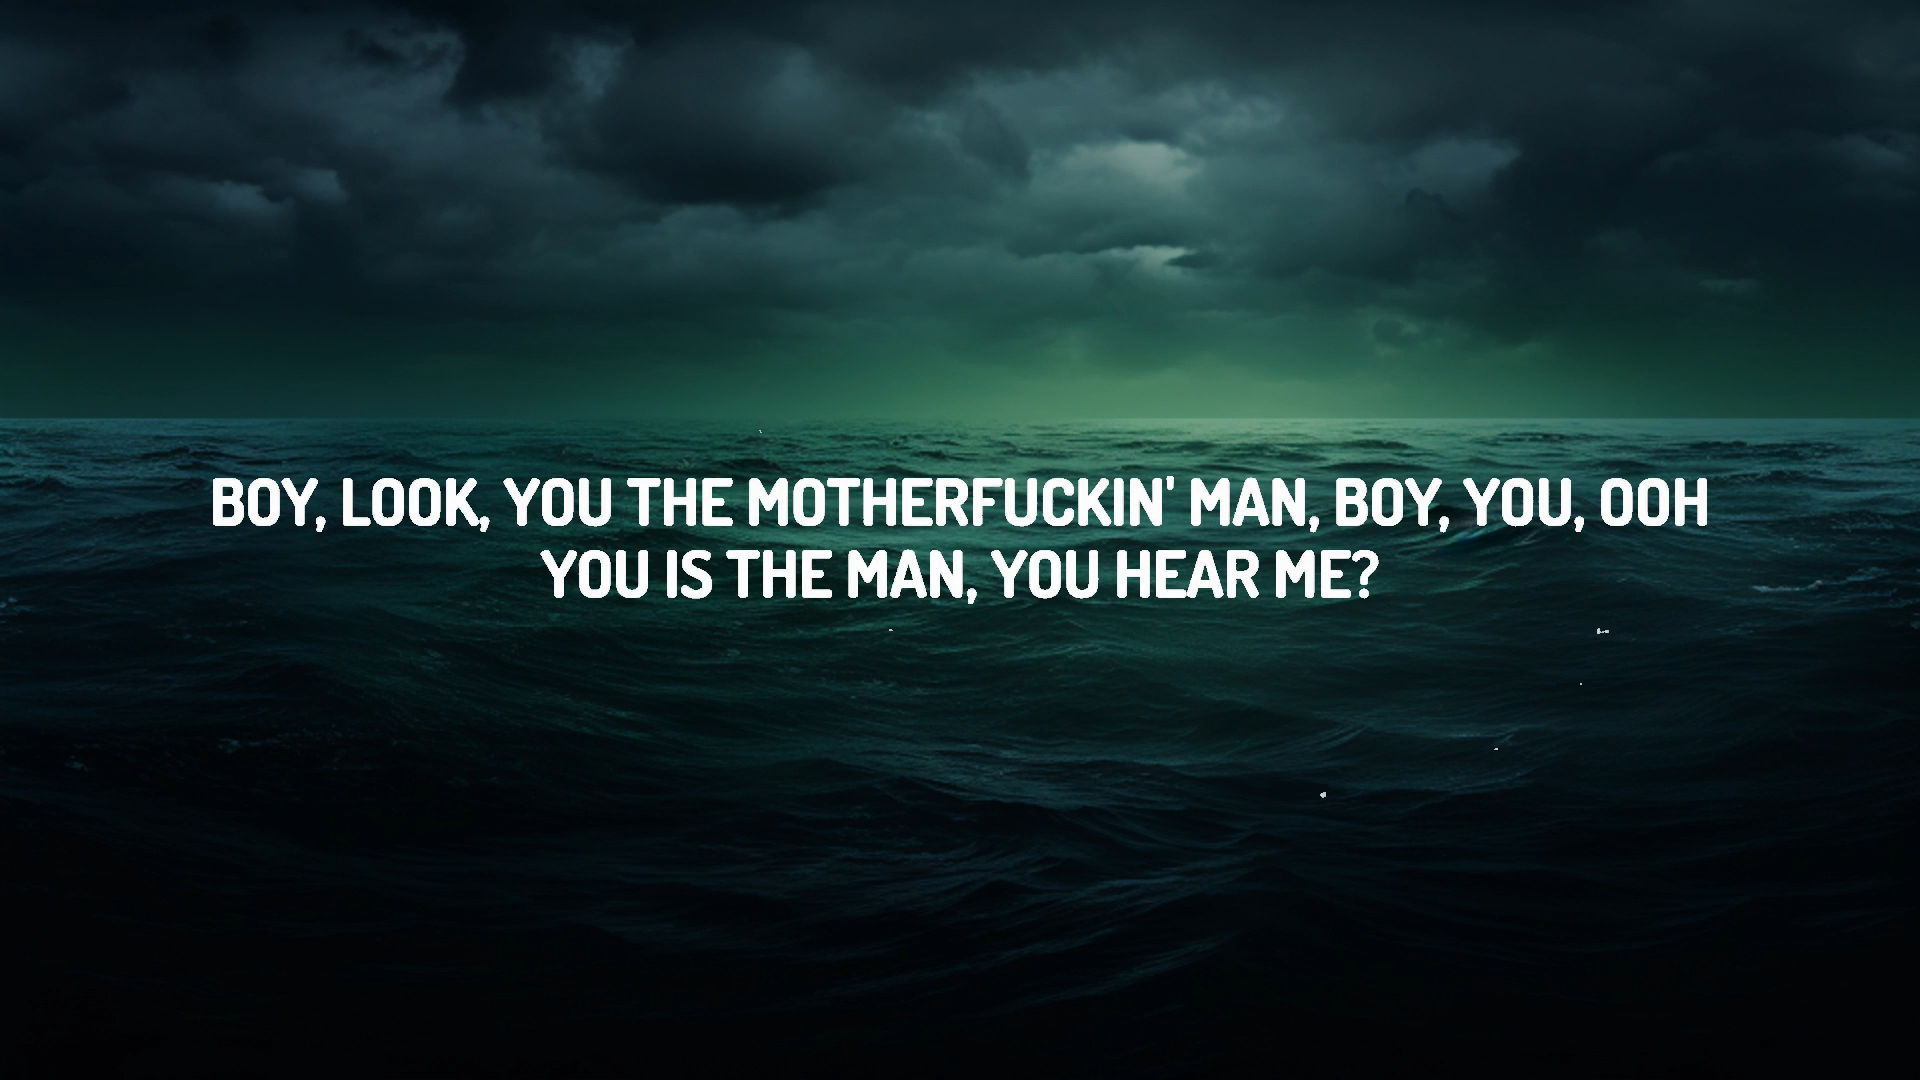 BOY, LOOK, YOU THE MOTHERFUCKIN' MAN, BOY, YOU, OOH
YOU IS THE MAN, YOU HEAR ME?